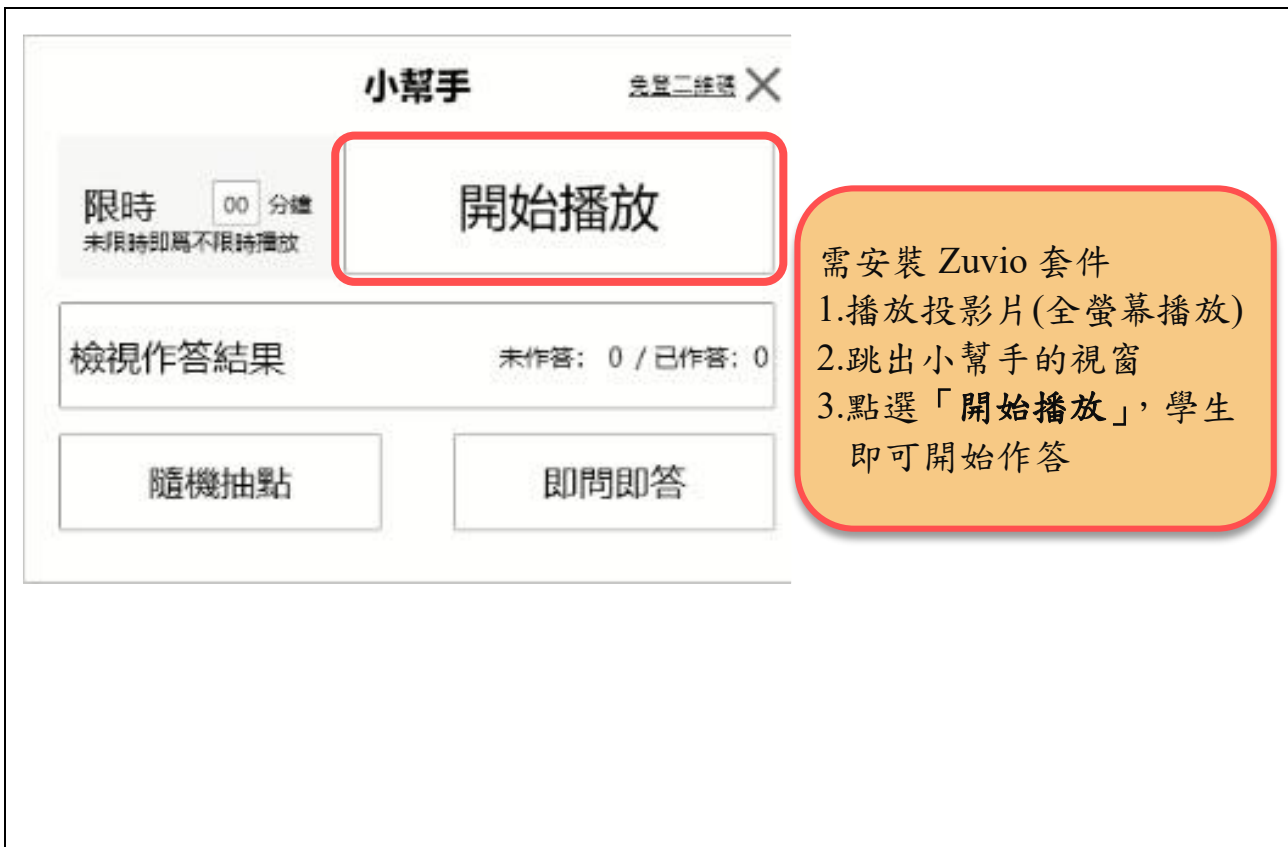 小幫手
免登二維碼
限時 00 分鐘
未限時即爲不限時播放
開始播放
檢視作答結果 未作答: 0 / 已作答: 0
隨機抽點
即問即答
需安裝 Zuvio 套件
1.播放投影片(全螢幕播放)
2.跳出小幫手的視窗
3.點選「開始播放」,學生
即可開始作答